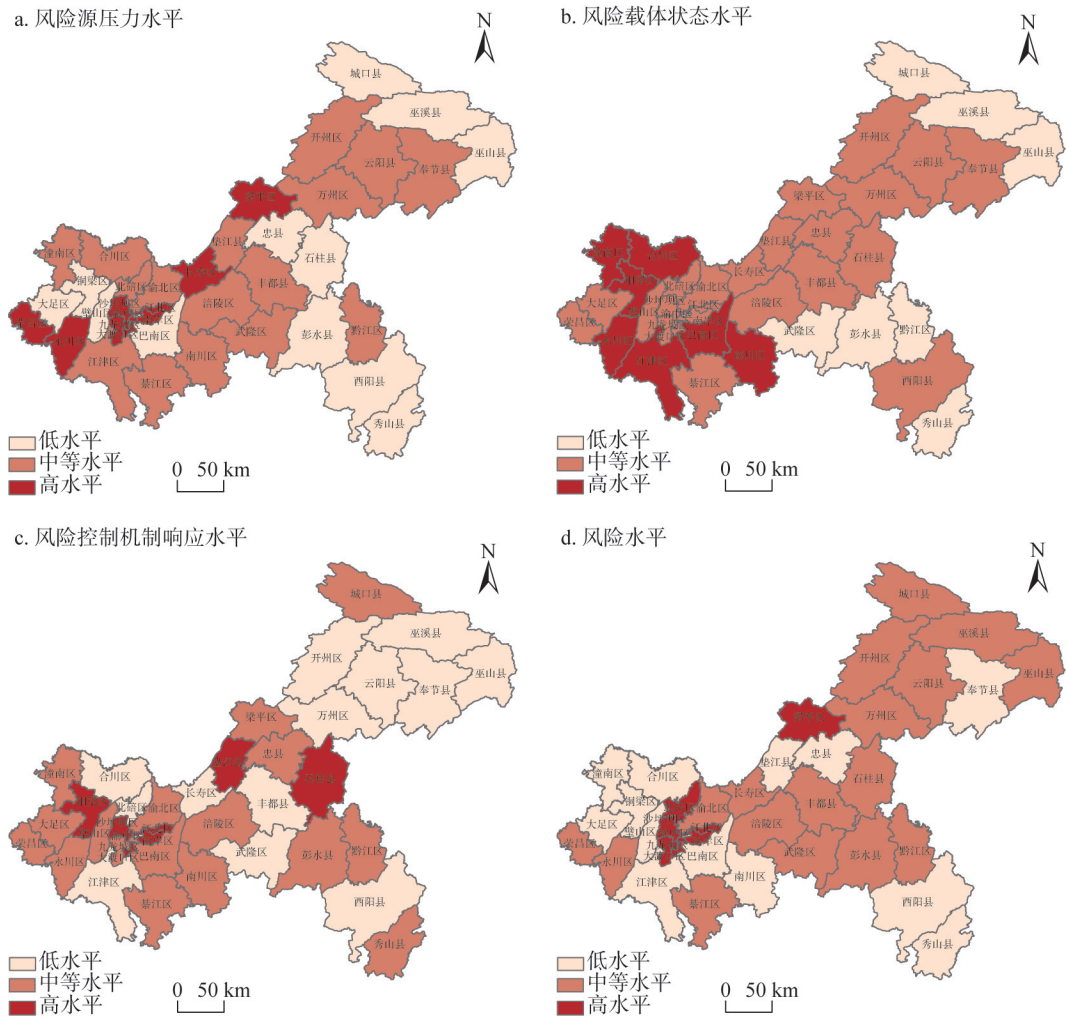 a. 风险源压力水平
N
城口县
巫溪县
开州区
巫山县
云阳县
奉节县
万州区
忠县
垫江县
石柱县
潼南区
合川区
铜梁区
北碚区
渝北区
丰都县
大足区
涪陵区
巴南区
武隆区
彭水县
黔江区
江津区
南川区
綦江区
酉阳县
秀山县
低水平
中等水平
高水平
0 50 km
b. 风险载体状态水平
N
城口县
巫溪县
开州区
巫山县
云阳县
奉节县
梁平区
万州区
垫江县
忠县
石柱县
长寿区
北碚区
渝北区
丰都县
大足区
江北区
涪陵区
荣昌区
武隆区
彭水县
黔江区
綦江区
酉阳县
秀山县
低水平
中等水平
高水平
0 50 km
c. 风险控制机制响应水平
N
城口县
巫溪县
开州区
巫山县
云阳县
奉节县
万州区
梁平区
忠县
潼南区
合川区
长寿区
北碚区
渝北区
丰都县
大足区
涪陵区
荣昌区
永川区
巴南区
武隆区
彭水县
黔江区
江津区
南川区
綦江区
酉阳县
秀山县
低水平
中等水平
高水平
0 50 km
d. 风险水平
N
城口县
巫溪县
开州区
巫山县
云阳县
奉节县
万州区
垫江县
忠县
石柱县
潼南区
合川区
长寿区
铜梁区
渝北区
丰都县
大足区
璧山区
涪陵区
荣昌区
永川区
巴南区
武隆区
彭水县
黔江区
江津区
南川区
綦江区
酉阳县
秀山县
低水平
中等水平
高水平
0 50 km